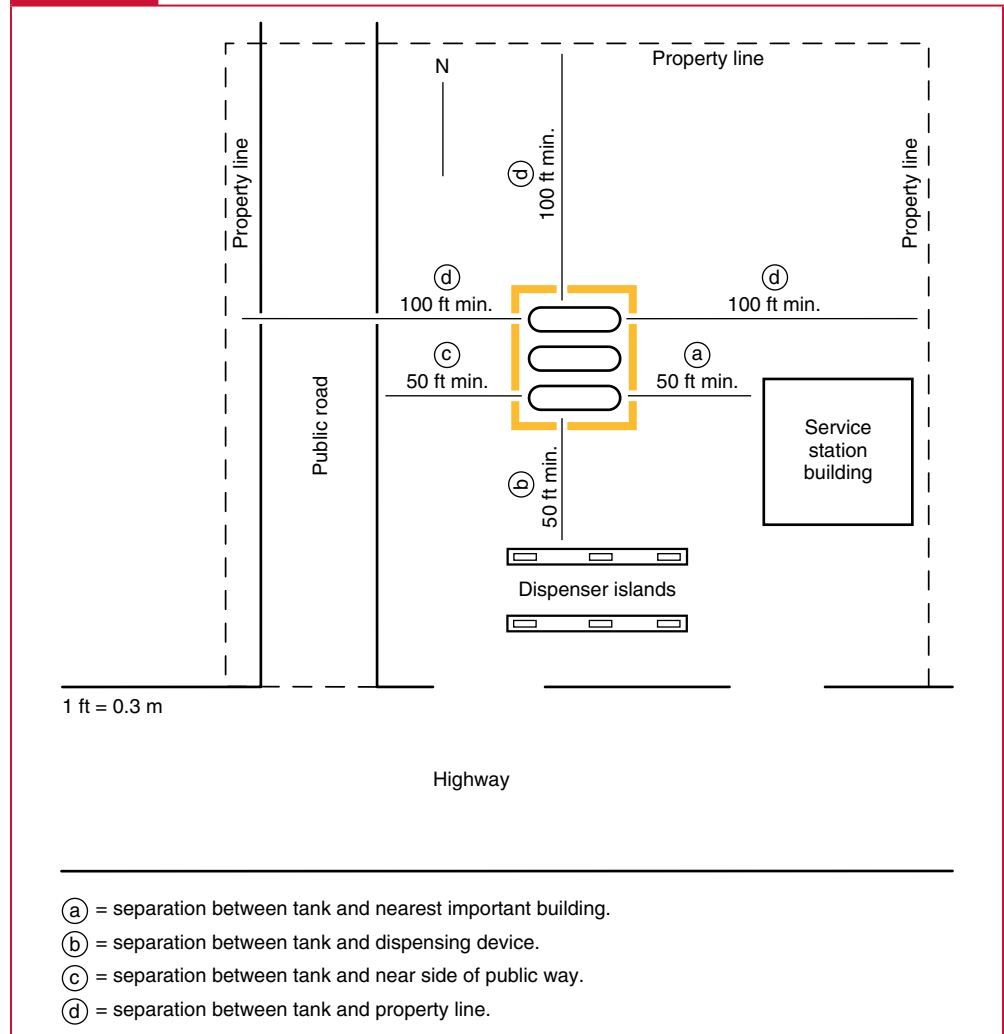 Property line
N
Property line
Property line
ⓓ
100 ft min.
ⓓ
100 ft min.
ⓓ
100 ft min.
ⓒ
50 ft min.
ⓐ
50 ft min.
Public road
Service
station
building
ⓑ
50 ft min.
Dispenser islands
1 ft = 0.3 m
Highway
ⓐ = separation between tank and nearest important building.
ⓑ = separation between tank and dispensing device.
ⓒ = separation between tank and near side of public way.
ⓓ = separation between tank and property line.